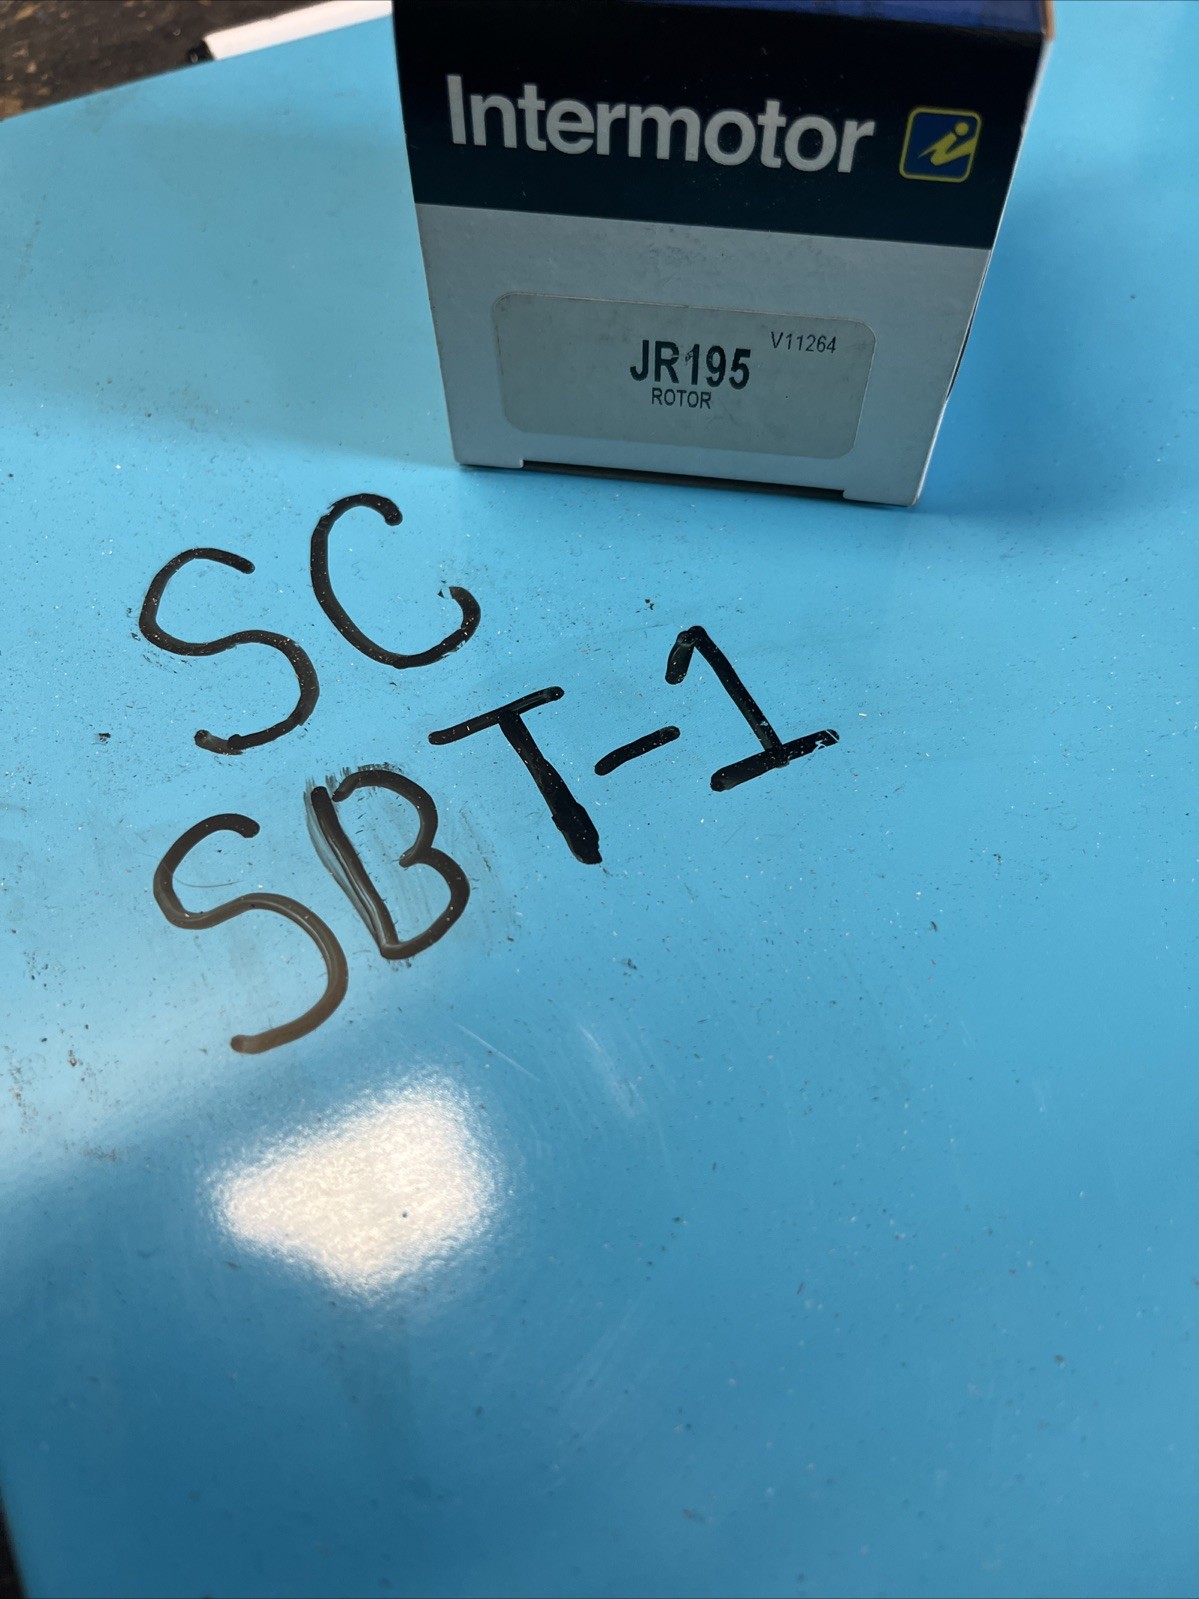 Intermotor
V11264
JR195
ROTOR
SC
SBT-1